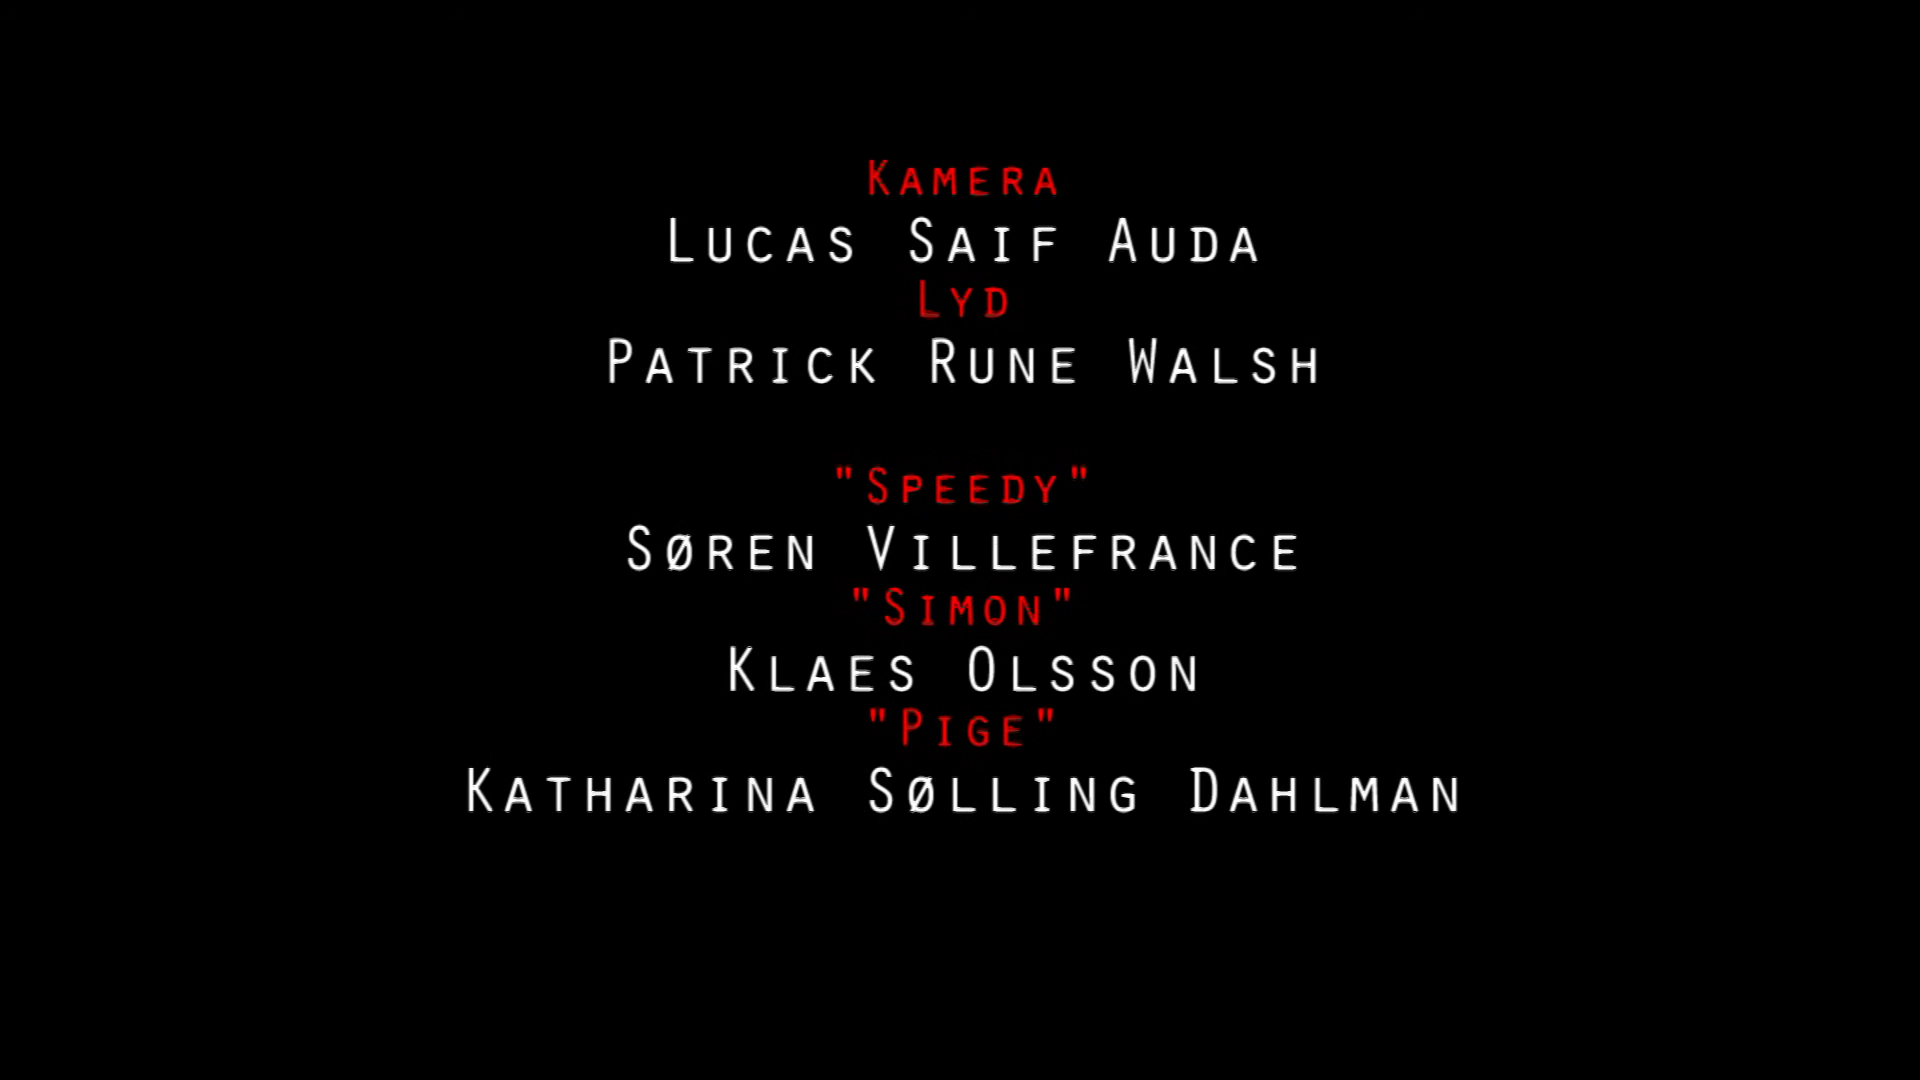 Kamera
Lucas Saif Auda
Lyd
Patrick Rune Walsh
"Speedy"
Søren Villefrance
"Simon"
Klaes Olsson
"Pige"
Katharina Sølling Dahlman